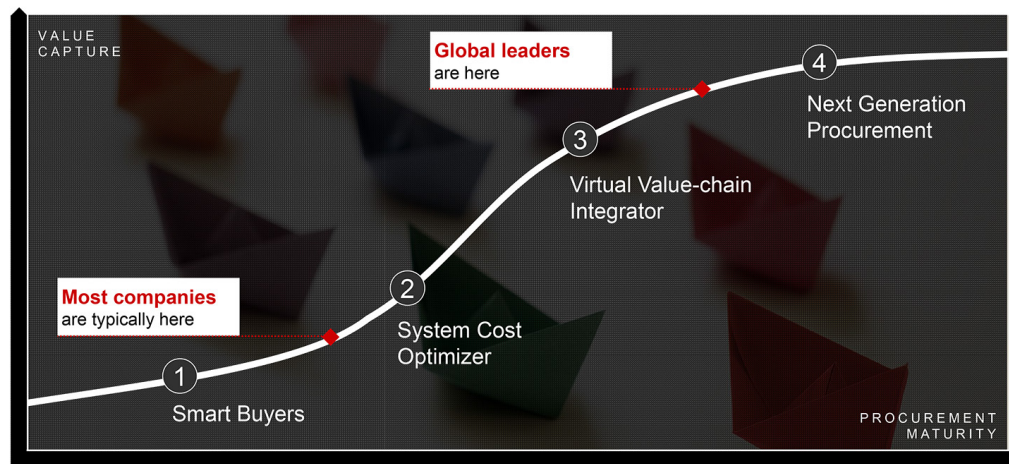 VALUE
CAPTURE
Global leaders
are here
4
Next Generation
Procurement
3
Virtual Value-chain
Integrator
Most companies
are typically here
2
System Cost
Optimizer
1
Smart Buyers
PROCUREMENT
MATURITY